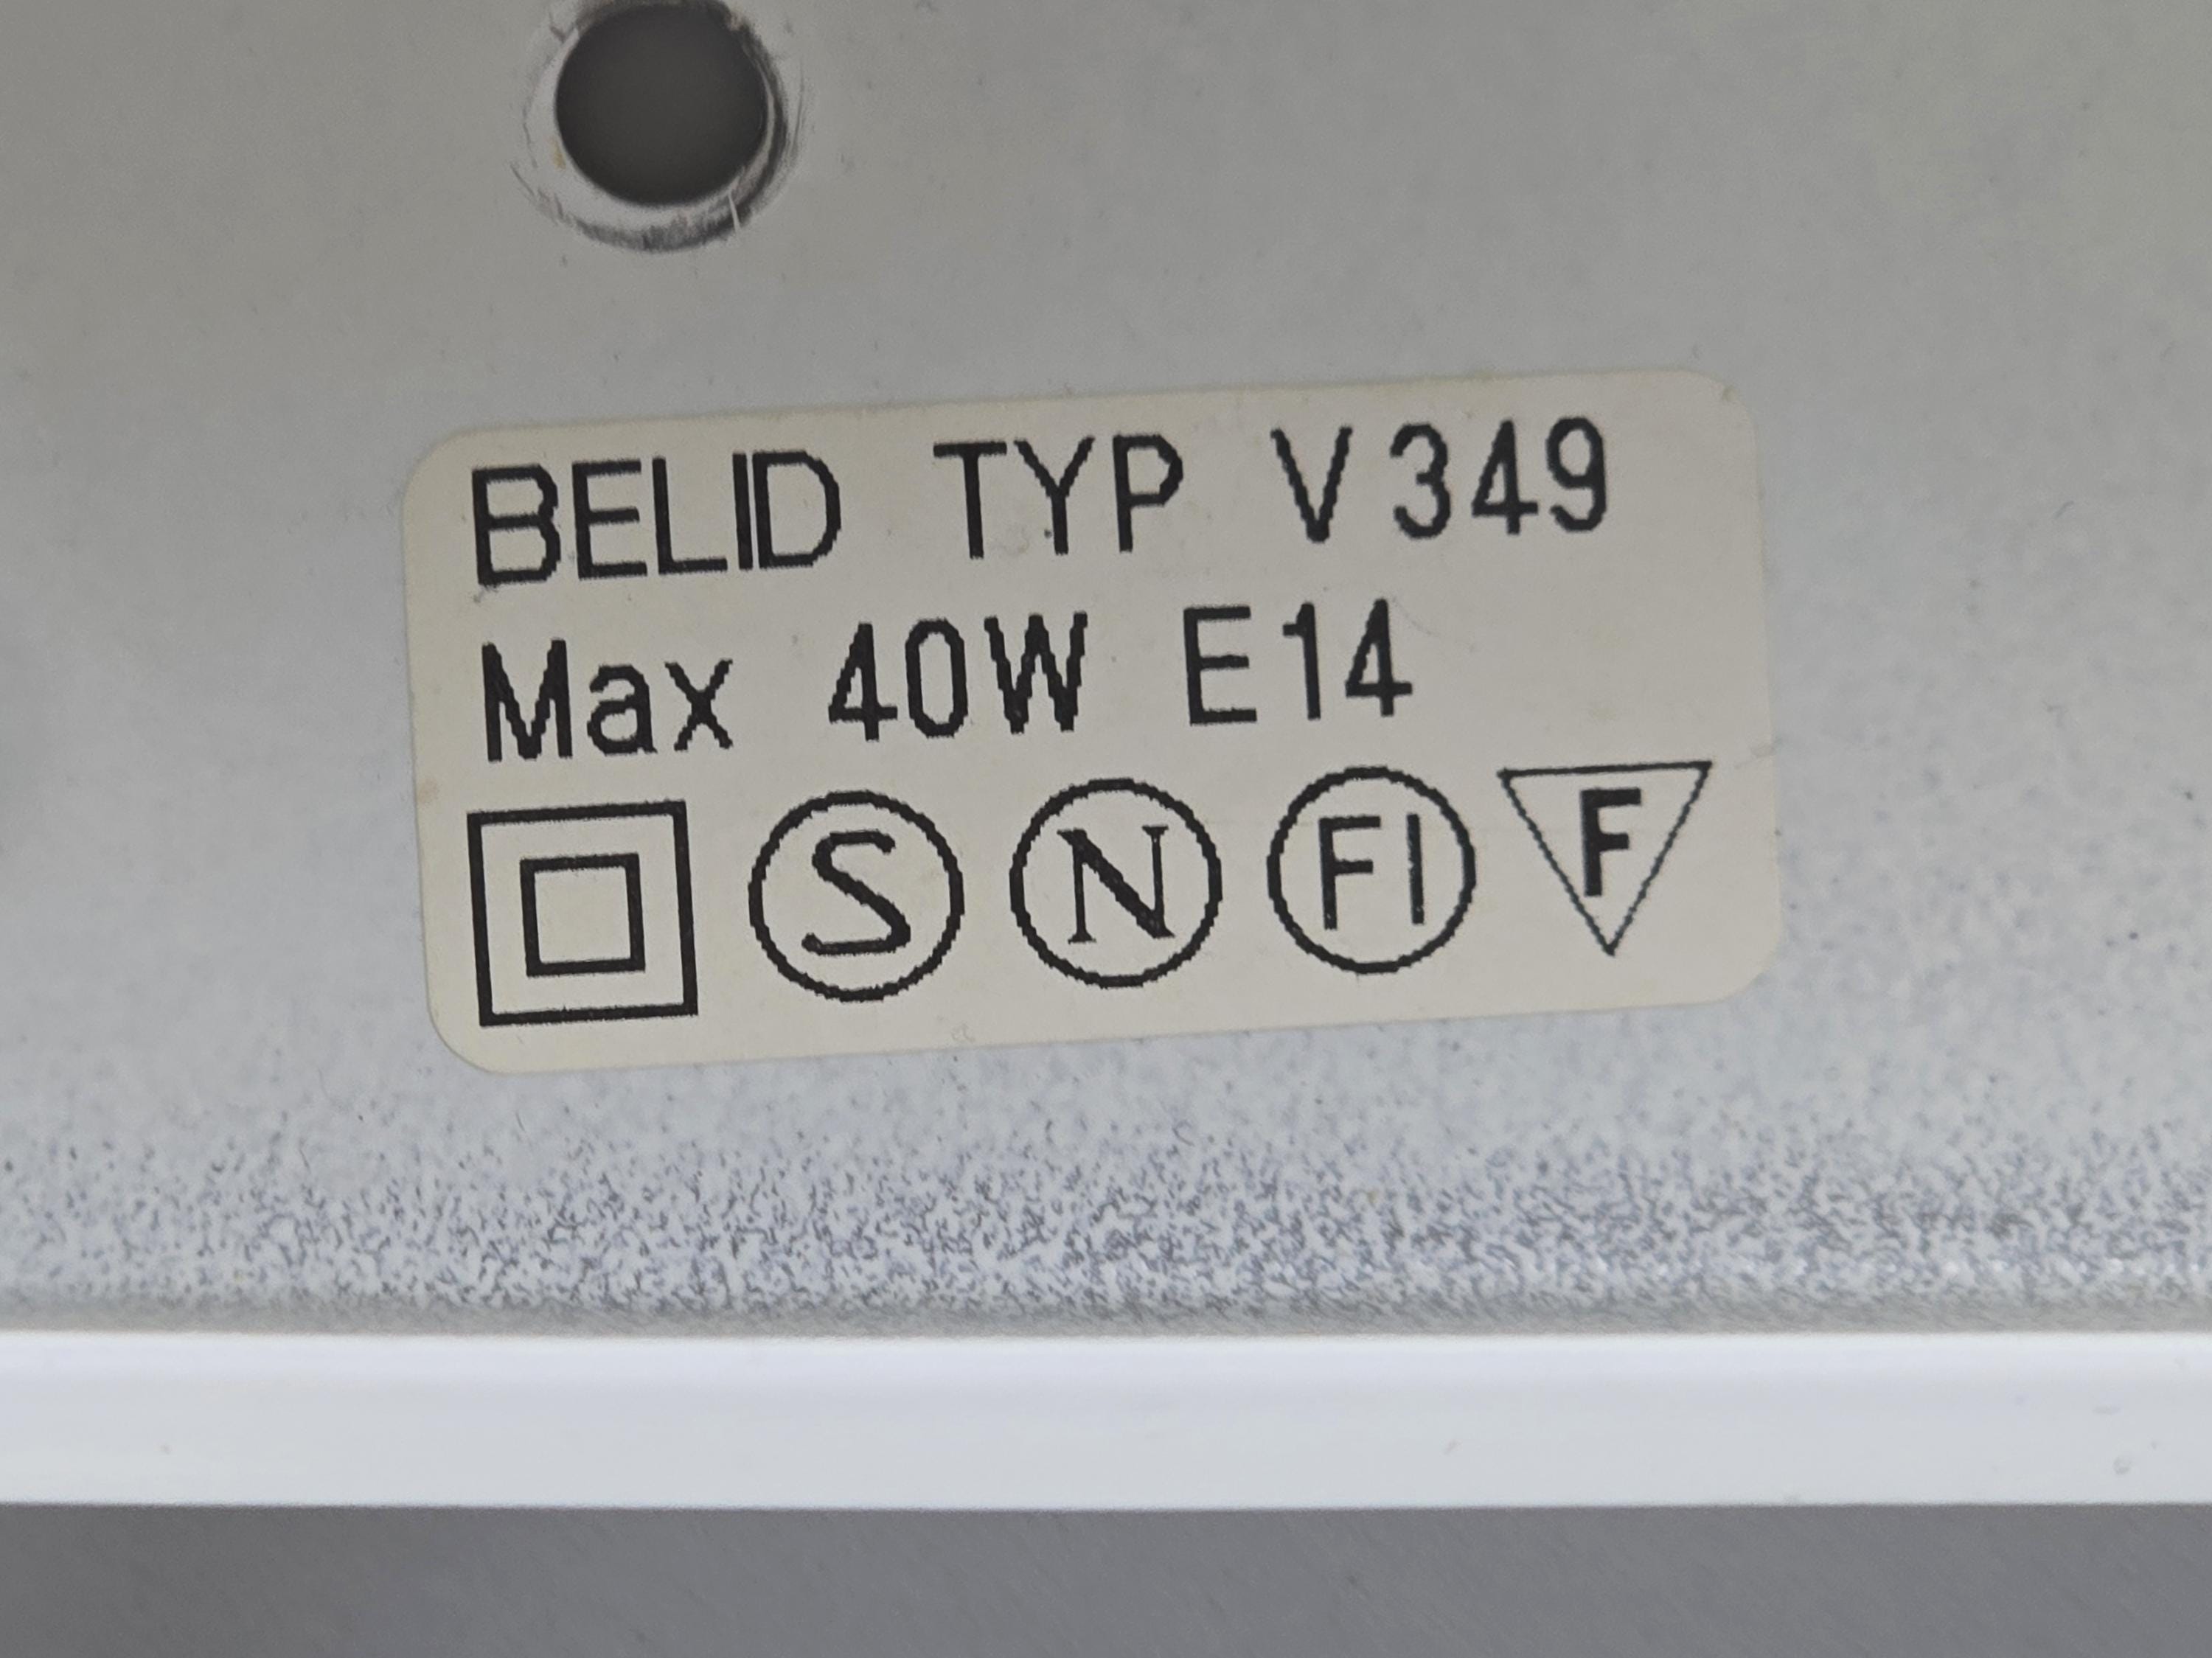 BELID TYP V349
Max 40W E14
S N FI F